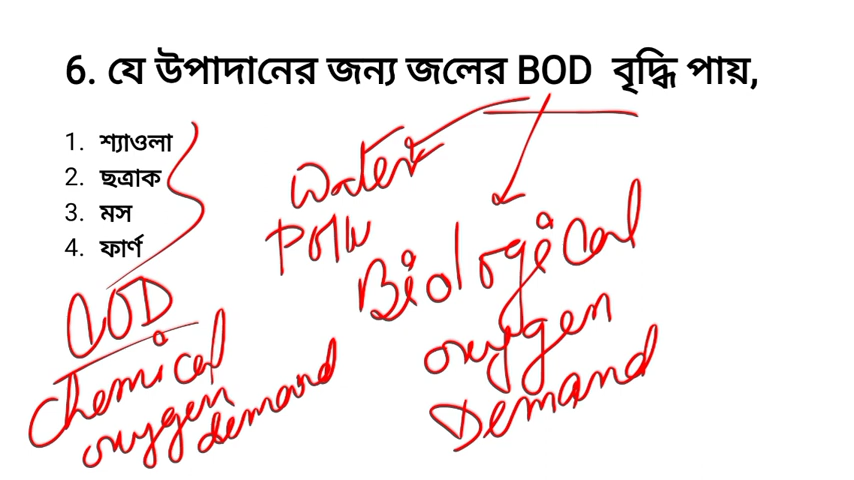 6. যে উপাদানের জন্য জলের BOD বৃদ্ধি পায়,
1. শ্যাওলা
2. ছত্রাক
3. মস
4. ফার্ণ
Water
Pollu
Biological
oxygen
Demand
COD
Chemical
oxygen
demand